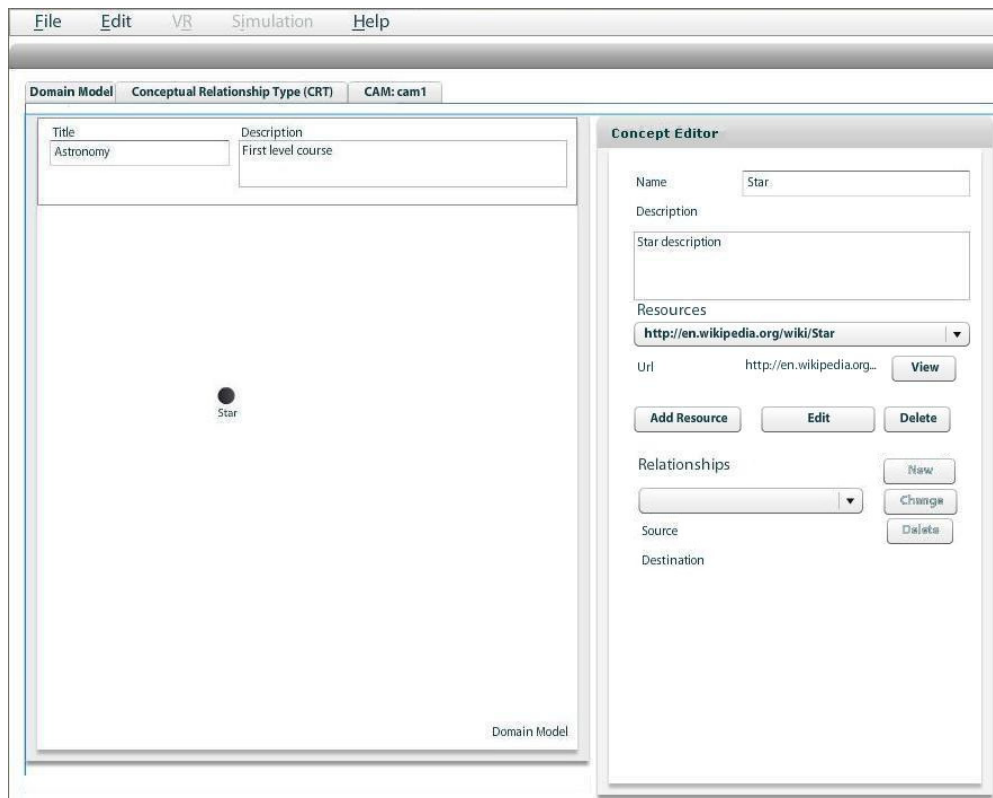 File Edit VR Simulation Help
Domain Model Conceptual Relationship Type (CRT) CAM: cam1
Title Description
Astronomy First level course
Star
Domain Model
Concept Editor
Name Star
Description
Star description
Resources
http://en.wikipedia.org/wiki/Star
Url http://en.wikipedia.org... View
Add Resource Edit Delete
Relationships New
Change
Source Delete
Destination